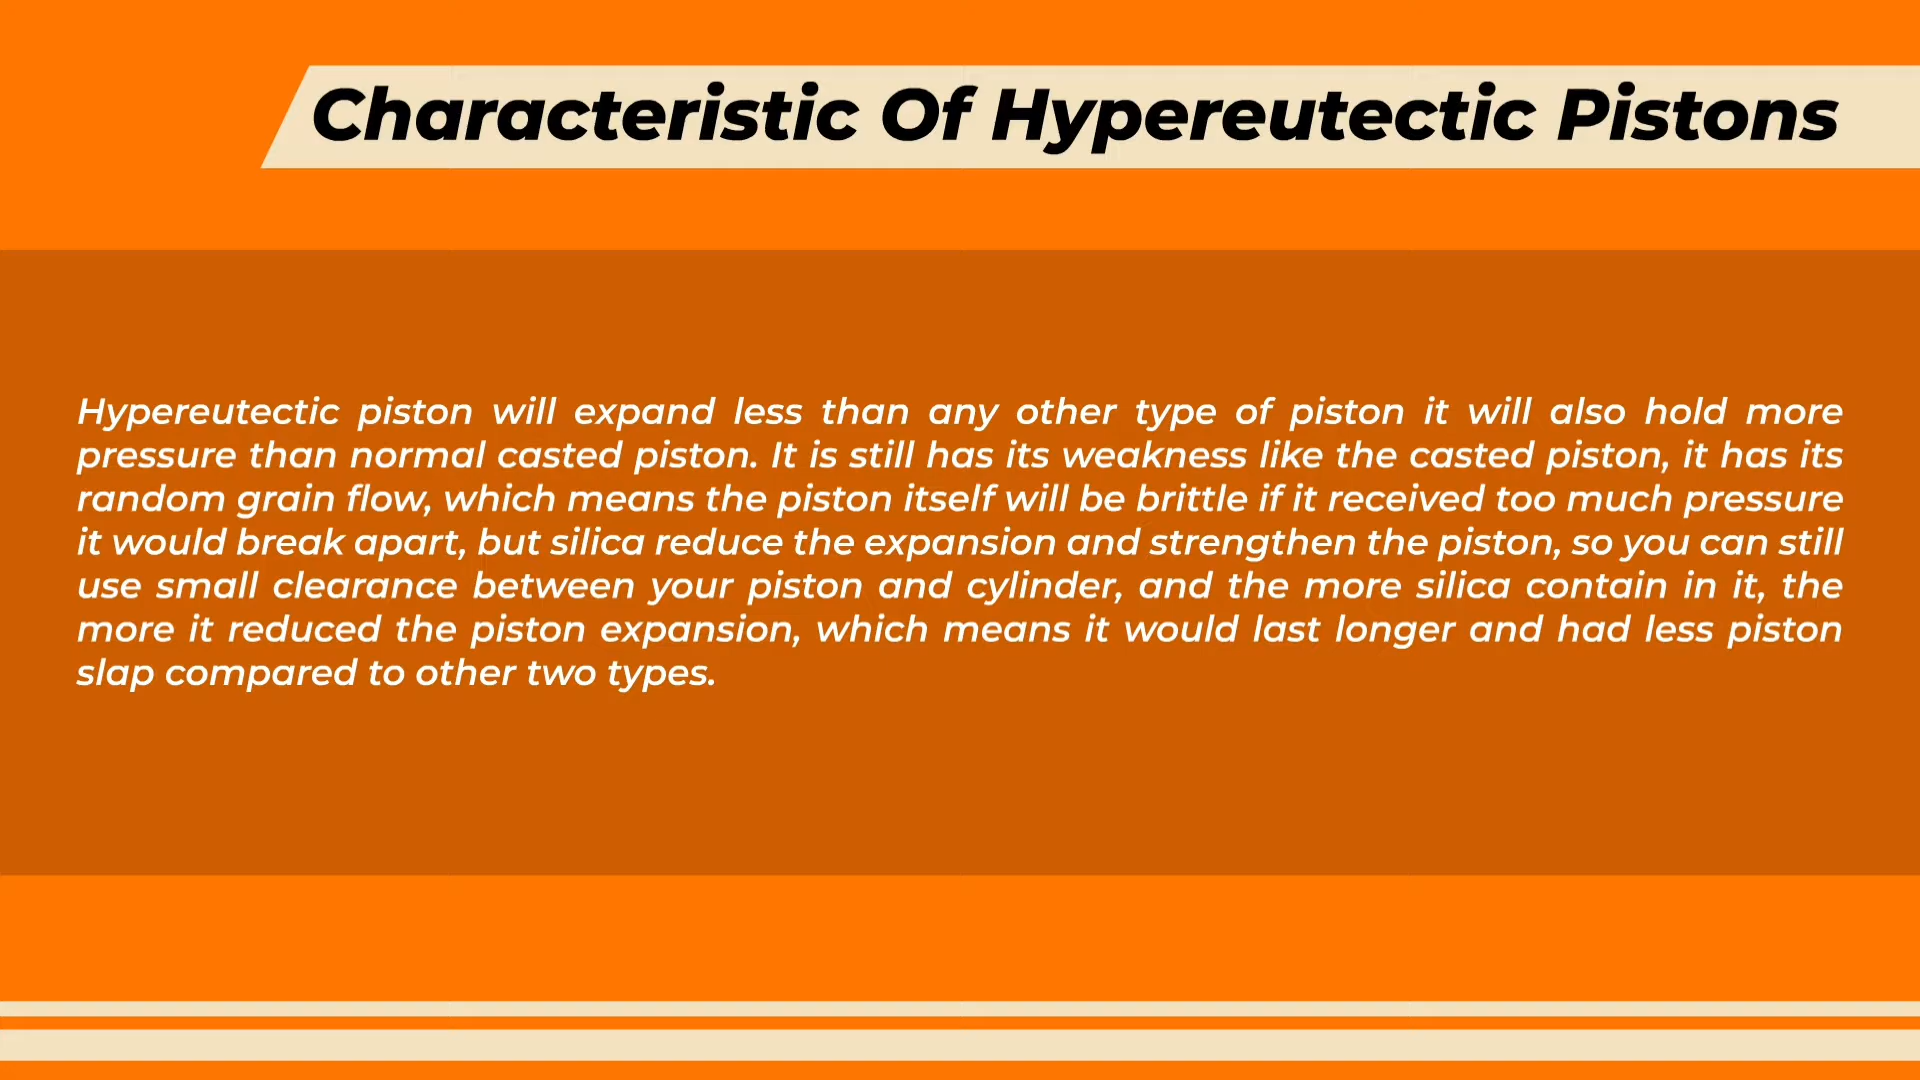 Characteristic Of Hypereutectic Pistons
Hypereutectic piston will expand less than any other type of piston it will also hold more
pressure than normal casted piston. It is still has its weakness like the casted piston, it has its
random grain flow, which means the piston itself will be brittle if it received too much pressure
it would break apart, but silica reduce the expansion and strengthen the piston, so you can still
use small clearance between your piston and cylinder, and the more silica contain in it, the
more it reduced the piston expansion, which means it would last longer and had less piston
slap compared to other two types.